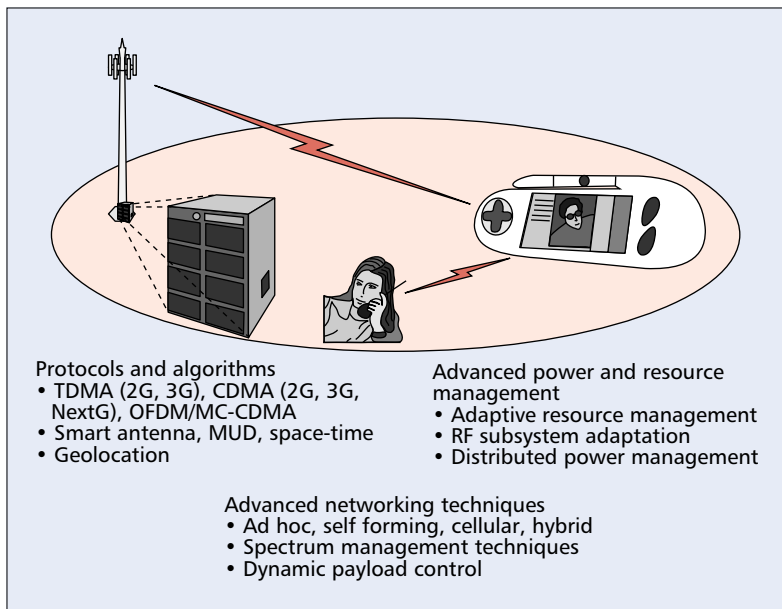 Protocols and algorithms
• TDMA (2G, 3G), CDMA (2G, 3G,
NextG), OFDM/MC-CDMA
• Smart antenna, MUD, space-time
• Geolocation
Advanced power and resource
management
• Adaptive resource management
• RF subsystem adaptation
• Distributed power management
Advanced networking techniques
• Ad hoc, self forming, cellular, hybrid
• Spectrum management techniques
• Dynamic payload control